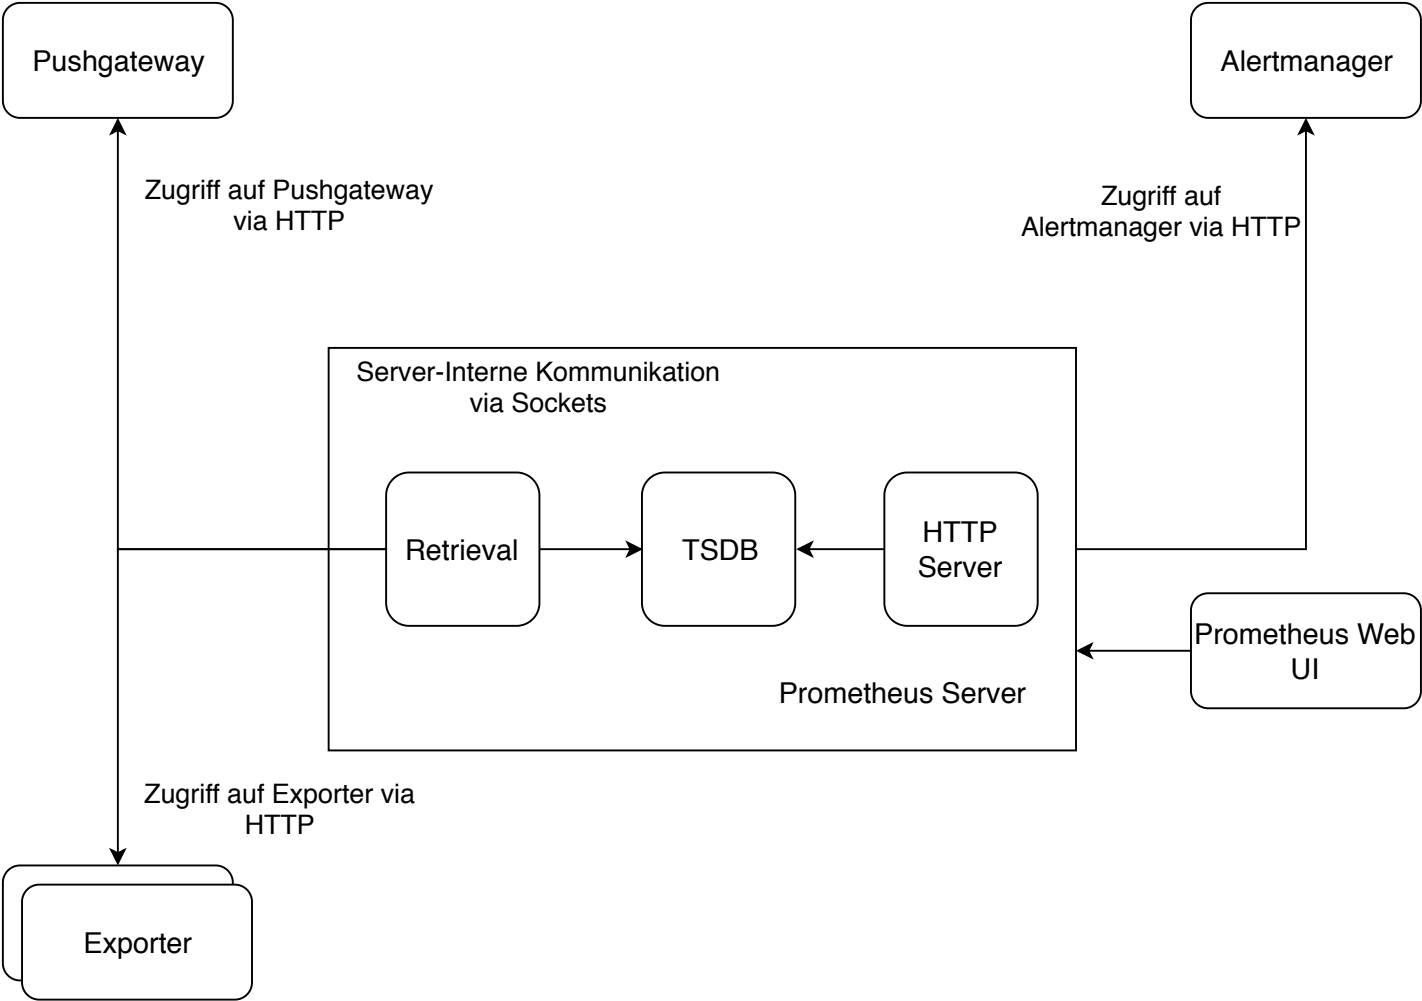 Pushgateway
Alertmanager
Zugriff auf Pushgateway
via HTTP
Zugriff auf
Alertmanager via HTTP
Server-Interne Kommunikation
via Sockets
Retrieval
TSDB
HTTP
Server
Prometheus Web
UI
Prometheus Server
Zugriff auf Exporter via
HTTP
Exporter